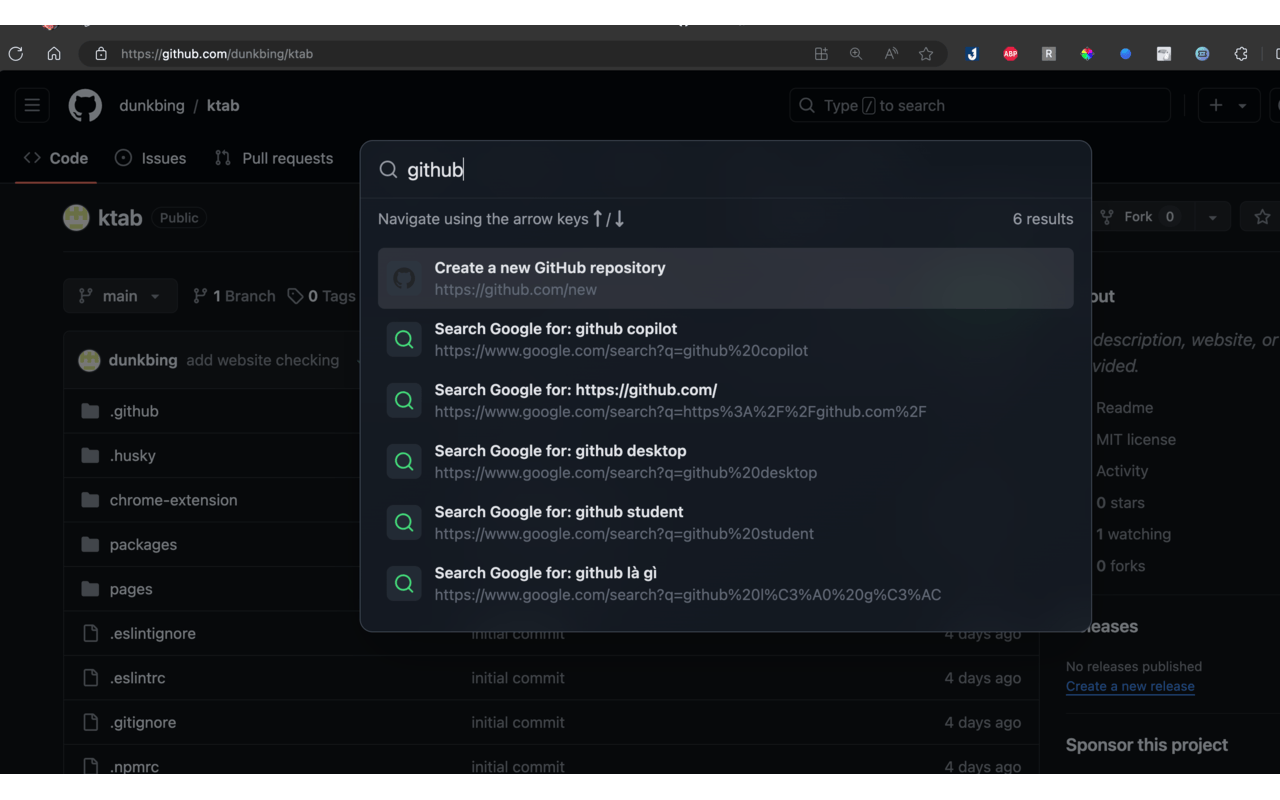 https://github.com/dunkbing/ktab
ABP
R
dunkbing / ktab
Type / to search
Code
Issues
Pull requests
github
Navigate using the arrow keys ↑/↓
6 results
ktab
Public
Fork 0
Create a new GitHub repository
https://github.com/new
main
1 Branch
0 Tags
out
Search Google for: github copilot
https://www.google.com/search?q=github%20copilot
description, website, or
vided.
dunkbing add website checking
Search Google for: https://github.com/
https://www.google.com/search?q=https%3A%2F%2Fgithub.com%2F
.github
Readme
MIT license
.husky
Search Google for: github desktop
https://www.google.com/search?q=github%20desktop
Activity
chrome-extension
0 stars
Search Google for: github student
https://www.google.com/search?q=github%20student
1 watching
packages
0 forks
pages
Search Google for: github là gì
https://www.google.com/search?q=github%20l%C3%A0%20g%C3%AC
.eslintignore
initial commit
4 days ago
eases
No releases published
.eslintrc
initial commit
4 days ago
Create a new release
.gitignore
initial commit
4 days ago
Sponsor this project
.npmrc
initial commit
4 days ago